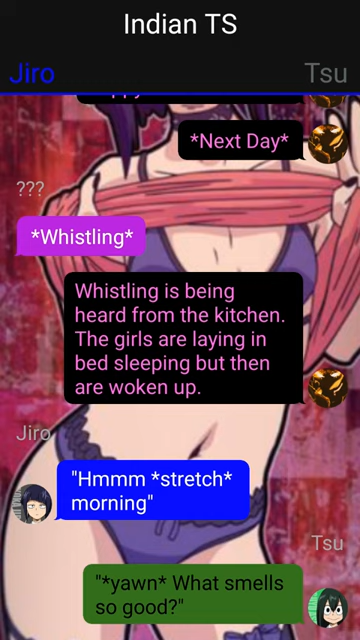 Indian TS
Jiro
Tsu
*Next Day*
???
*Whistling*
Whistling is being
heard from the kitchen.
The girls are laying in
bed sleeping but then
are woken up.
Jiro
"Hmmm *stretch*
morning"
Tsu
"*yawn* What smells
so good?"